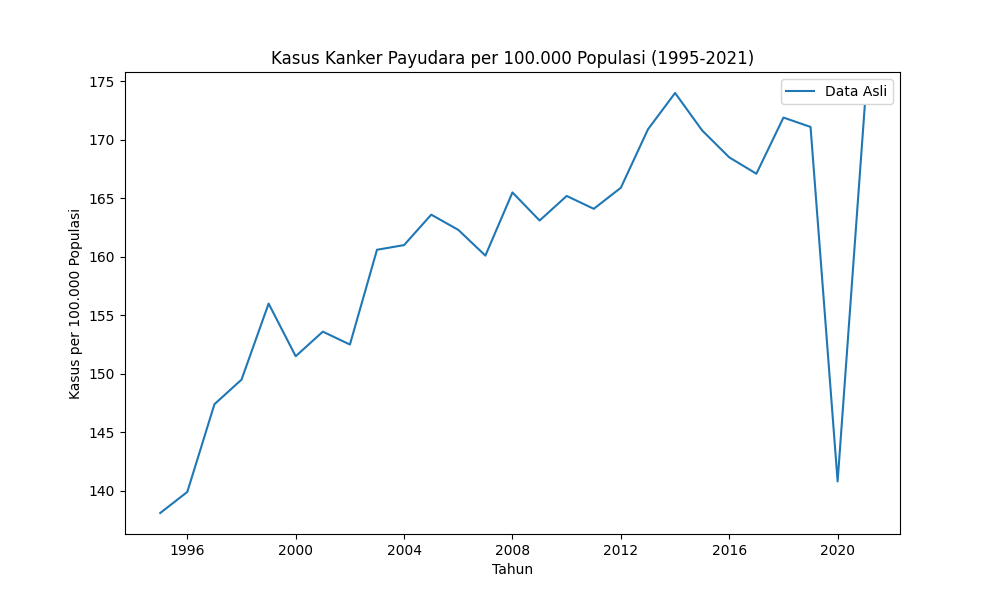 Kasus Kanker Payudara per 100.000 Populasi (1995-2021)
Data Asli
Kasus per 100.000 Populasi
175
170
165
160
155
150
145
140
1996 2000 2004 2008 2012 2016 2020
Tahun